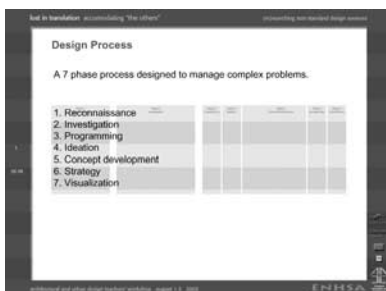 lost in translation accomodating "the others"
Design Process
A 7 phase process designed to manage complex problems.
1. Reconnaissance
2. Investigation
3. Programming
4. Ideation
5. Concept development
6. Strategy
7. Visualization
ENHSA